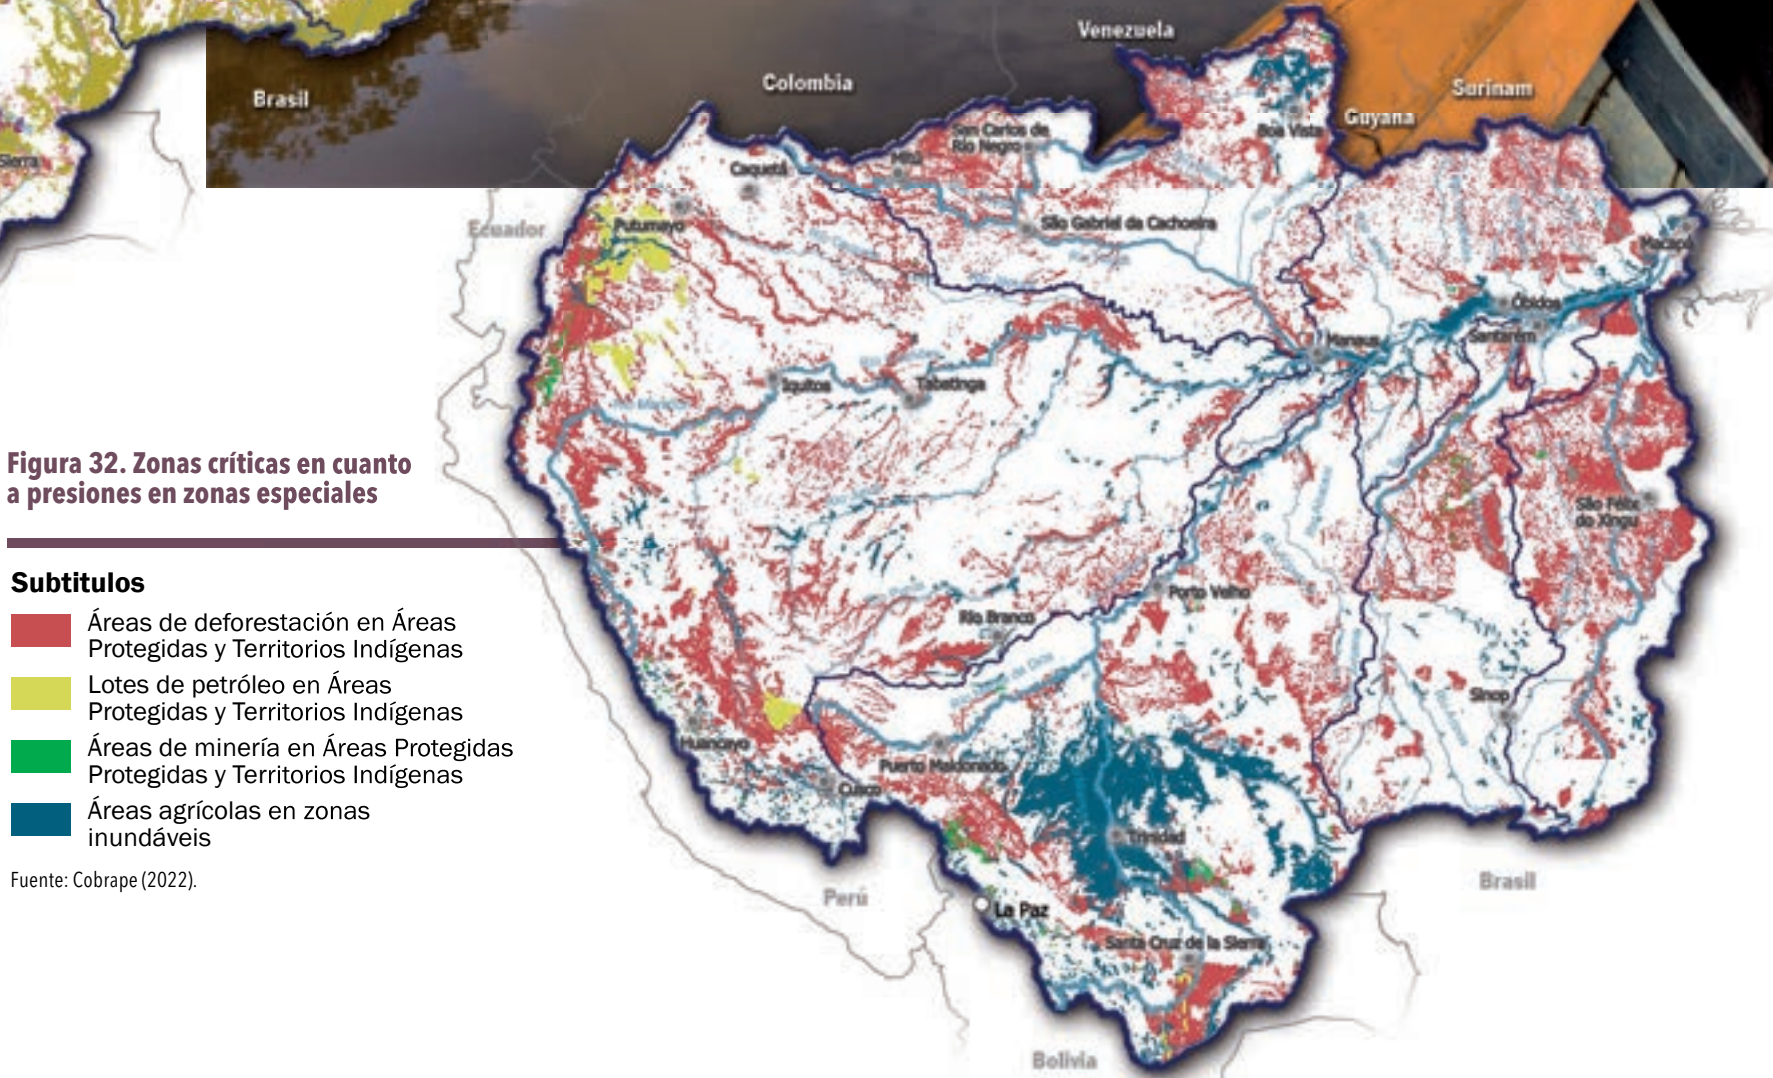 Venezuela
Colombia
Brasil
Surinam
Guyana
Sierra
San Carlos de
Río Negro
Boa Vista
Mitú
Caquetá
Ecuador
Putumayo
São Gabriel da Cachoeira
Macapá
Óbidos
Santarém
Manaus
Iquitos
Tabatinga
Figura 32. Zonas críticas en cuanto
a presiones en zonas especiales
São Félix
do Xingu
Subtitulos
Áreas de deforestación en Áreas
Protegidas y Territorios Indígenas
Lotes de petróleo en Áreas
Protegidas y Territorios Indígenas
Áreas de minería en Áreas Protegidas
Protegidas y Territorios Indígenas
Áreas agrícolas en zonas
inundáveis
Fuente: Cobrape (2022).
Porto Velho
Rio Branco
Sinop
Huancayo
Puerto Maldonado
Cusco
Trinidad
Perú
La Paz
Brasil
Santa Cruz de la Sierra
Bolivia